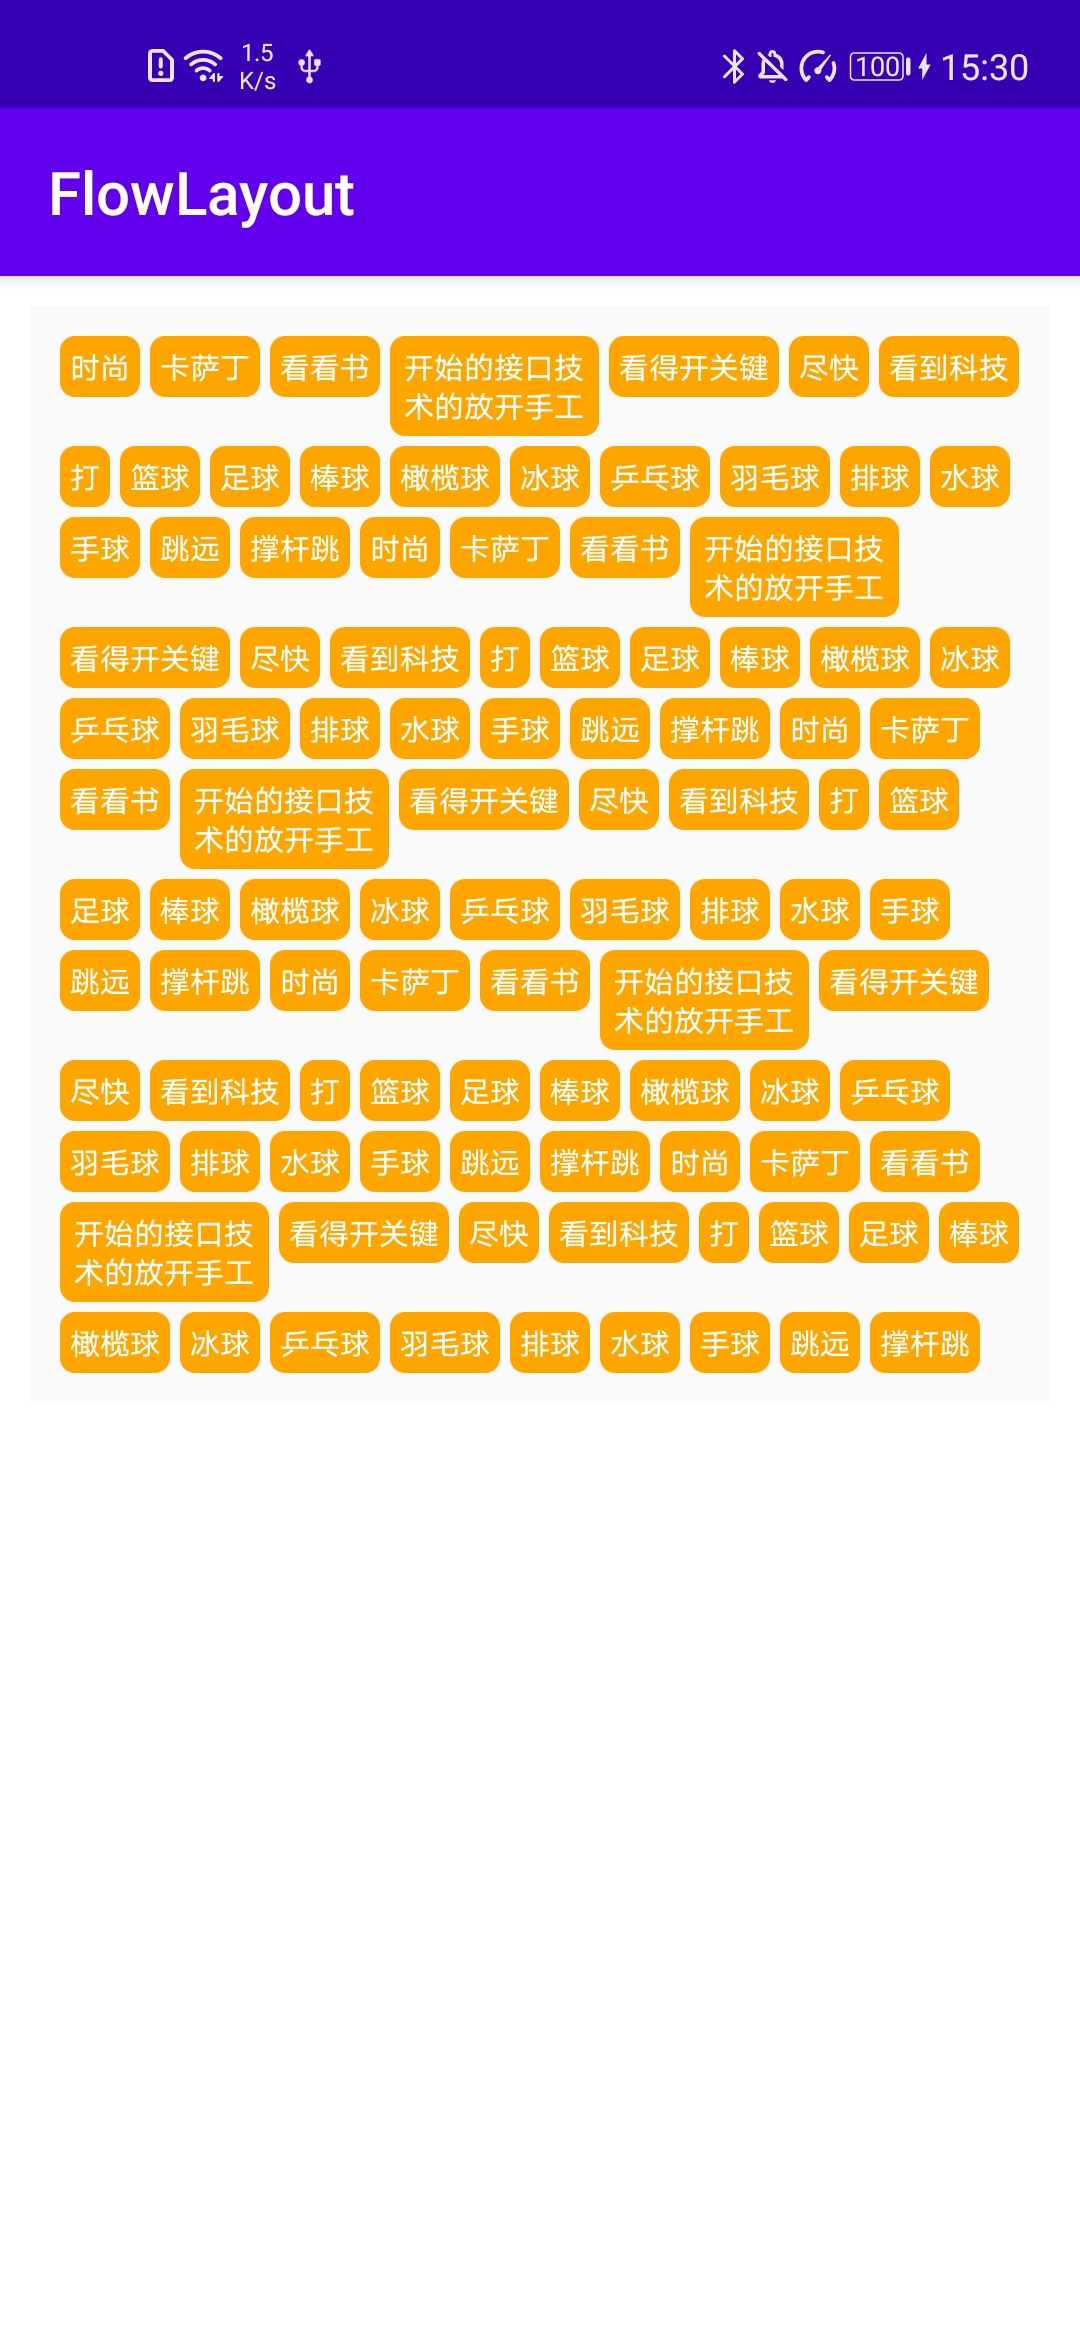 1.5
K/s
100
15:30
FlowLayout
时尚 卡萨丁 看看书 开始的接口技 看得开关键 尽快 看到科技
术的放开手工
打 篮球 足球 棒球 橄榄球 冰球 乒乓球 羽毛球 排球 水球
手球 跳远 撑杆跳 时尚 卡萨丁 看看书 开始的接口技
术的放开手工
看得开关键 尽快 看到科技 打 篮球 足球 棒球 橄榄球 冰球
乒乓球 羽毛球 排球 水球 手球 跳远 撑杆跳 时尚 卡萨丁
看看书 开始的接口技 看得开关键 尽快 看到科技 打 篮球
术的放开手工
足球 棒球 橄榄球 冰球 乒乓球 羽毛球 排球 水球 手球
跳远 撑杆跳 时尚 卡萨丁 看看书 开始的接口技 看得开关键
术的放开手工
尽快 看到科技 打 篮球 足球 棒球 橄榄球 冰球 乒乓球
羽毛球 排球 水球 手球 跳远 撑杆跳 时尚 卡萨丁 看看书
开始的接口技 看得开关键 尽快 看到科技 打 篮球 足球 棒球
术的放开手工
橄榄球 冰球 乒乓球 羽毛球 排球 水球 手球 跳远 撑杆跳